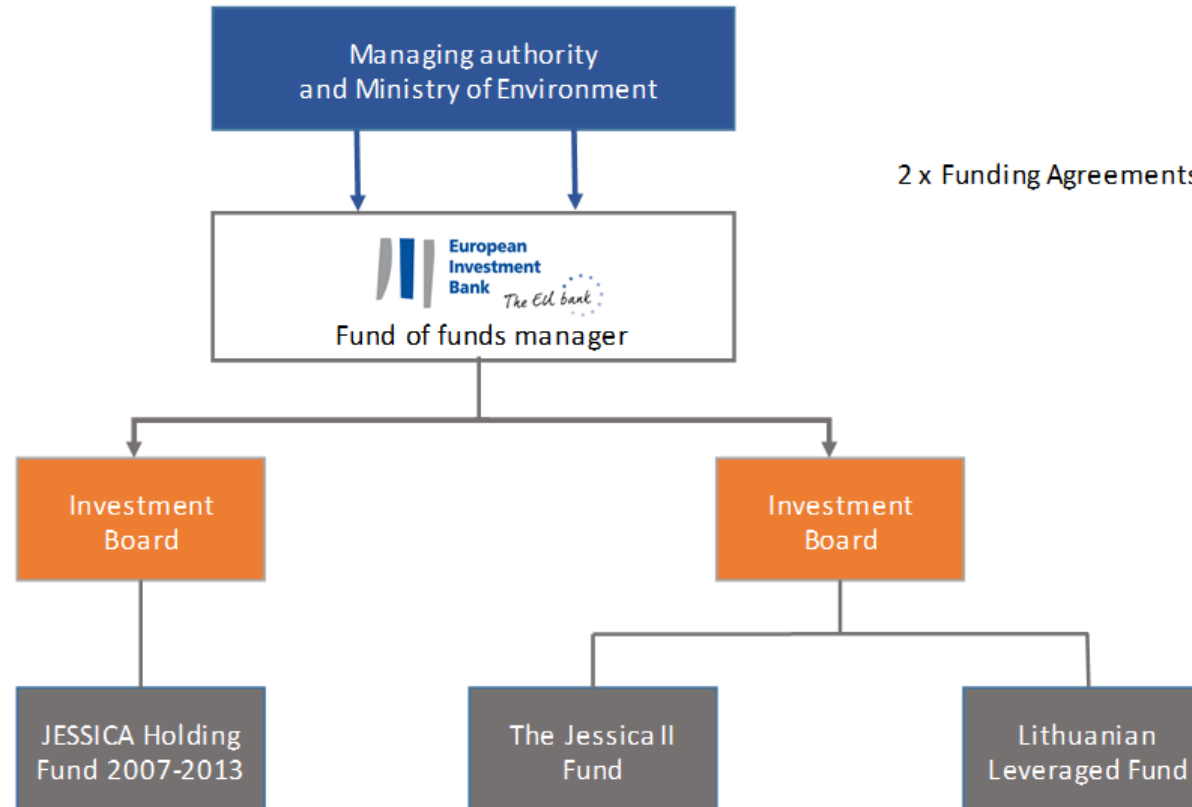 Managing authority
and Ministry of Environment
2 x Funding Agreements
European
Investment
Bank The EU bank
Fund of funds manager
Investment
Board
Investment
Board
JESSICA Holding
Fund 2007-2013
The Jessica II
Fund
Lithuanian
Leveraged Fund